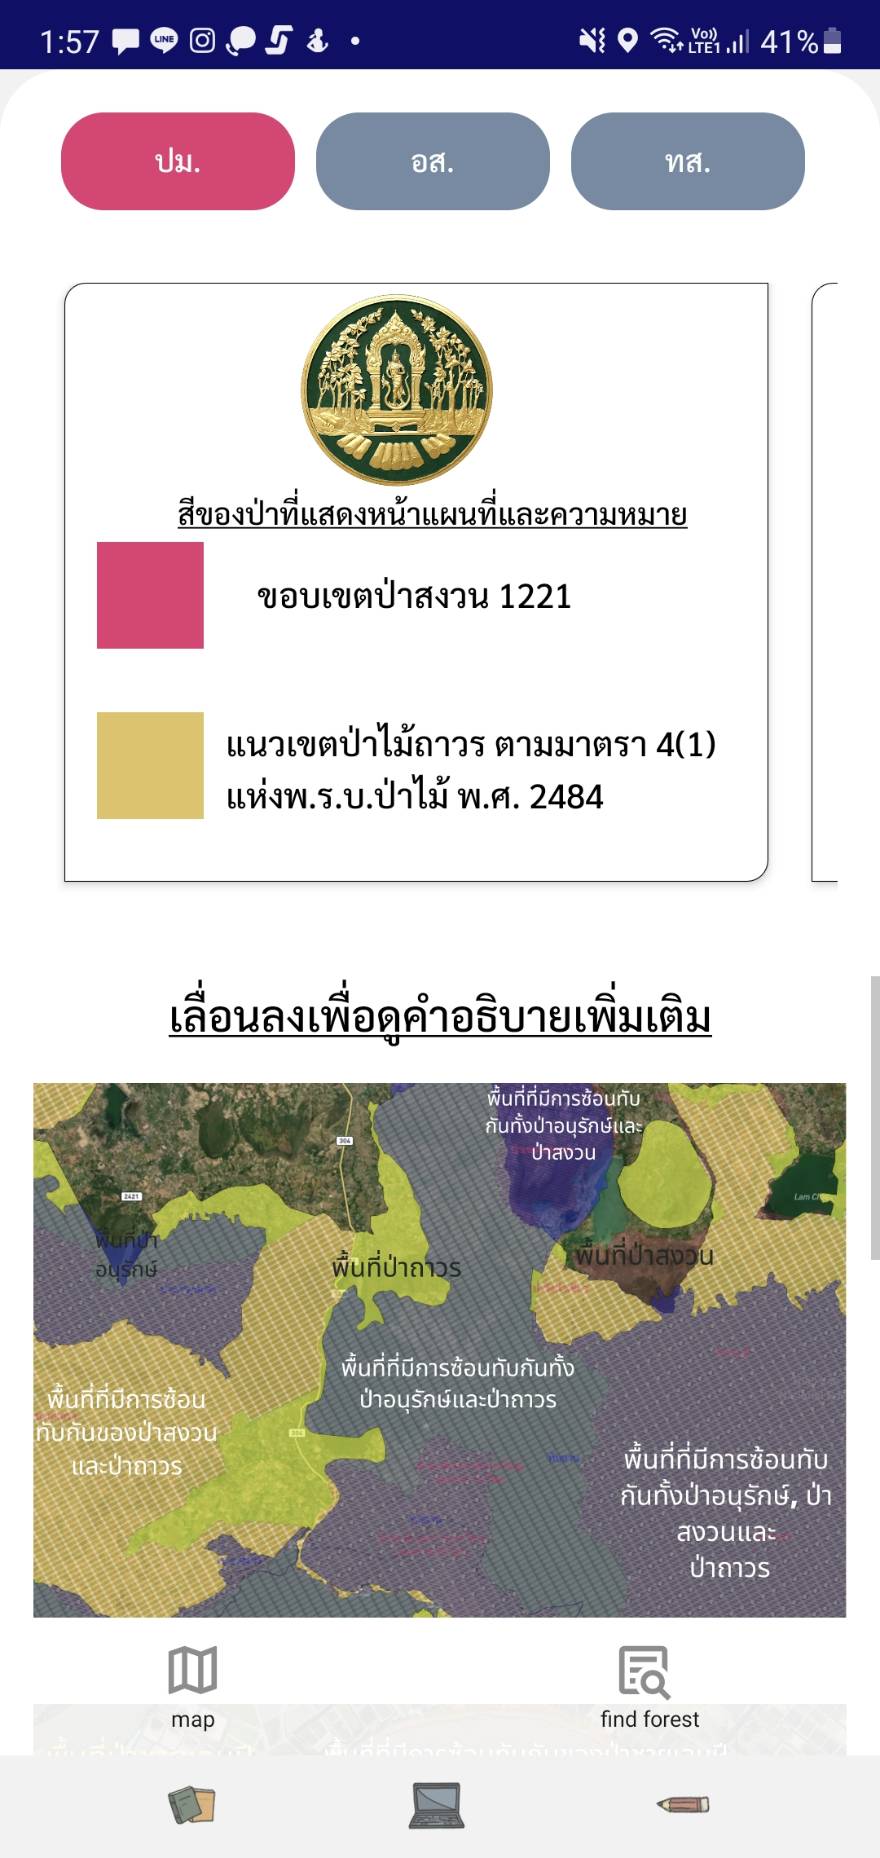 1:57
LINE
Vo))
LTE1
41%
ปม.
อส.
ทส.
สีของป่าที่แสดงหน้าแผนที่และความหมาย
ขอบเขตป่าสงวน 1221
แนวเขตป่าไม้ถาวร ตามมาตรา 4(1)
แห่งพ.ร.บ.ป่าไม้ พ.ศ. 2484
เลื่อนลงเพื่อดูคำอธิบายเพิ่มเติม
พื้นที่ที่มีการซ้อนทับ
กันทั้งป่าอนุรักษ์และ
ป่าสงวน
304
2421
Lam Ch
พื้นที่ป่า
อนุรักษ์
พื้นที่ป่าถาวร
พื้นที่ป่าสงวน
พื้นที่ที่มีการซ้อนทับกันทั้ง
ป่าอนุรักษ์และป่าถาวร
พื้นที่ที่มีการซ้อน
ทับกันของป่าสงวน
และป่าถาวร
304
พื้นที่ที่มีการซ้อนทับ
กันทั้งป่าอนุรักษ์, ป่า
สงวนและ
ป่าถาวร
map
find forest